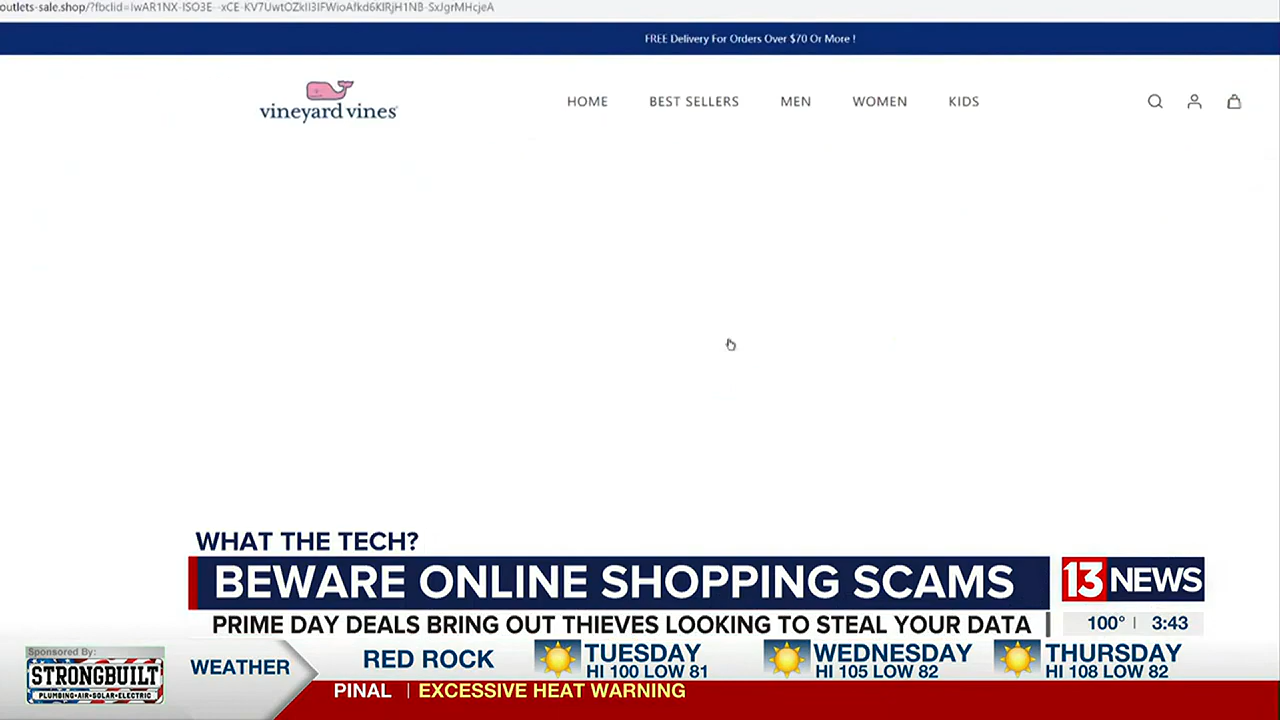 outlets-sale.shop/?fbclid=IwAR1NX-ISO3E--xCE-KV7UwtOZkIl3IFWioAfkd6KIRjH1NB-SxJgrMHcjeA
FREE Delivery For Orders Over $70 Or More !
vineyard vines®
HOME BEST SELLERS MEN WOMEN KIDS
WHAT THE TECH?
BEWARE ONLINE SHOPPING SCAMS
13 NEWS
PRIME DAY DEALS BRING OUT THIEVES LOOKING TO STEAL YOUR DATA
100° 3:43
Sponsored By:
STRONGBUILT
PLUMBING-AIR-SOLAR-ELECTRIC
WEATHER
RED ROCK
TUESDAY
HI 100 LOW 81
WEDNESDAY
HI 105 LOW 82
THURSDAY
HI 108 LOW 82
PINAL | EXCESSIVE HEAT WARNING